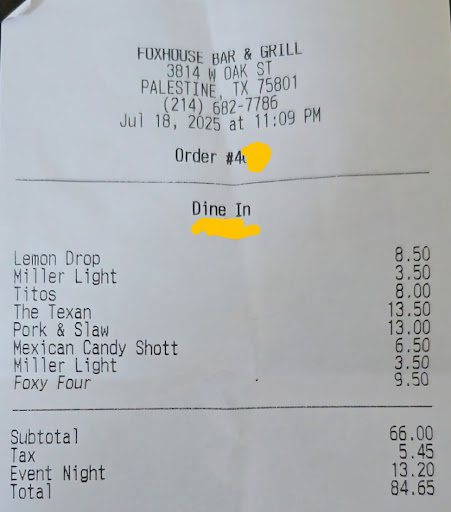 FOXHOUSE BAR & GRILL
3814 W OAK ST
PALESTINE, TX 75801
(214) 682-7786
Jul 18, 2025 at 11:09 PM
Order #4
Dine In
Lemon Drop 8.50
Miller Light 3.50
Titos 8.00
The Texan 13.50
Pork & Slaw 13.00
Mexican Candy Shott 6.50
Miller Light 3.50
Foxy Four 9.50
Subtotal 66.00
Tax 5.45
Event Night 13.20
Total 84.65